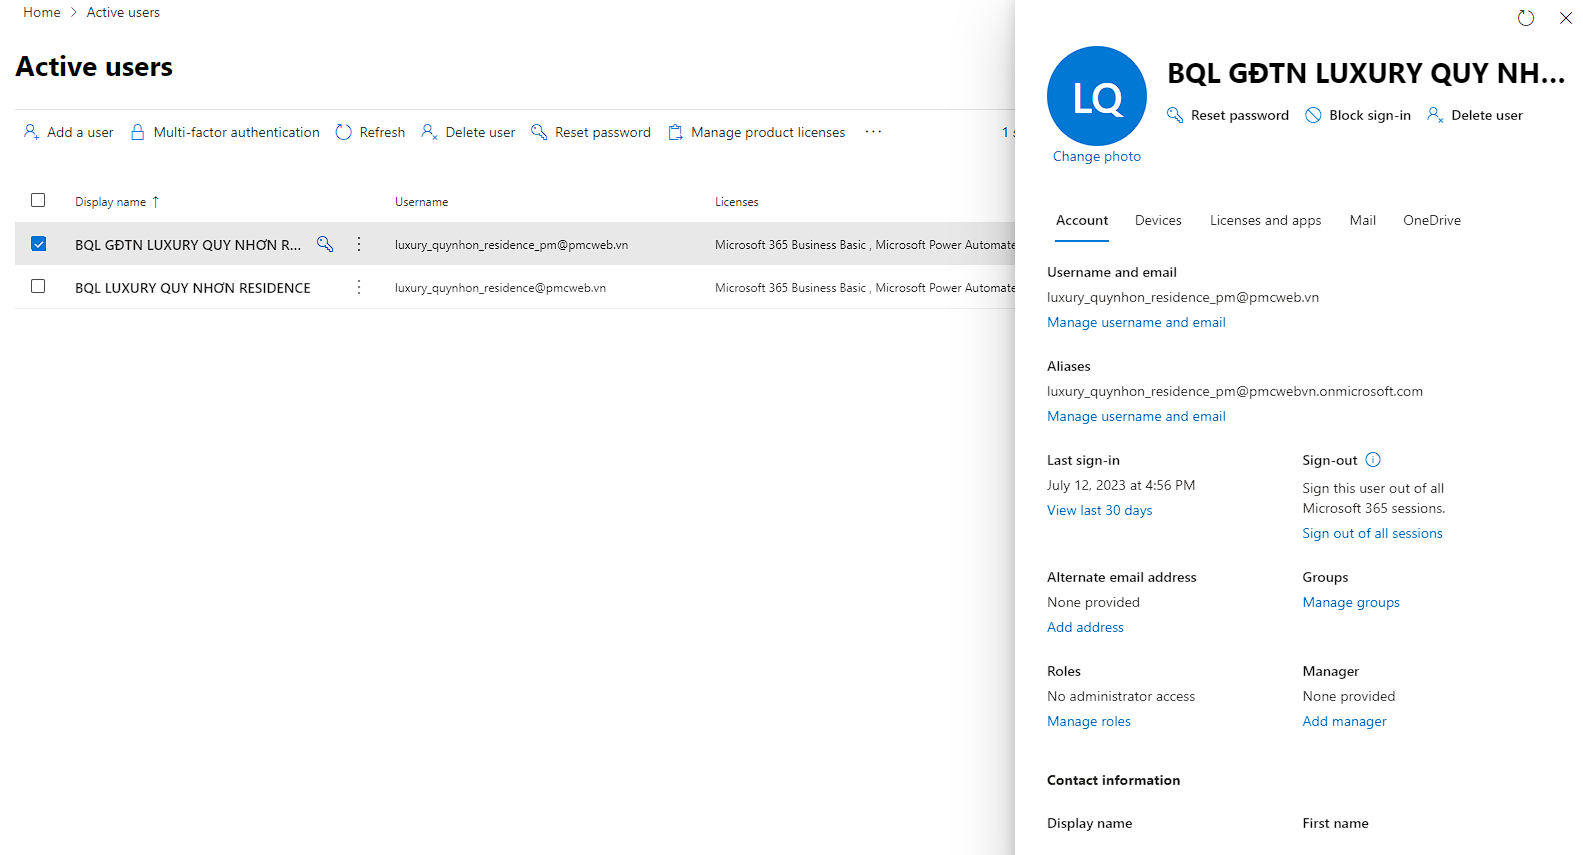 Home > Active users
Active users
Add a user Multi-factor authentication Refresh Delete user Reset password Manage product licenses ··· 1 s
Display name ↑ Username Licenses
BQL GĐTN LUXURY QUY NHƠN R... luxury_quynhon_residence_pm@pmcweb.vn Microsoft 365 Business Basic , Microsoft Power Automate
BQL LUXURY QUY NHƠN RESIDENCE luxury_quynhon_residence@pmcweb.vn Microsoft 365 Business Basic , Microsoft Power Automate
LQ
Change photo
BQL GĐTN LUXURY QUY NH...
Reset password Block sign-in Delete user
Account Devices Licenses and apps Mail OneDrive
Username and email
luxury_quynhon_residence_pm@pmcweb.vn
Manage username and email
Aliases
luxury_quynhon_residence_pm@pmcwebvn.onmicrosoft.com
Manage username and email
Last sign-in
July 12, 2023 at 4:56 PM
View last 30 days
Sign-out
Sign this user out of all
Microsoft 365 sessions.
Sign out of all sessions
Alternate email address
None provided
Add address
Groups
Manage groups
Roles
No administrator access
Manage roles
Manager
None provided
Add manager
Contact information
Display name First name